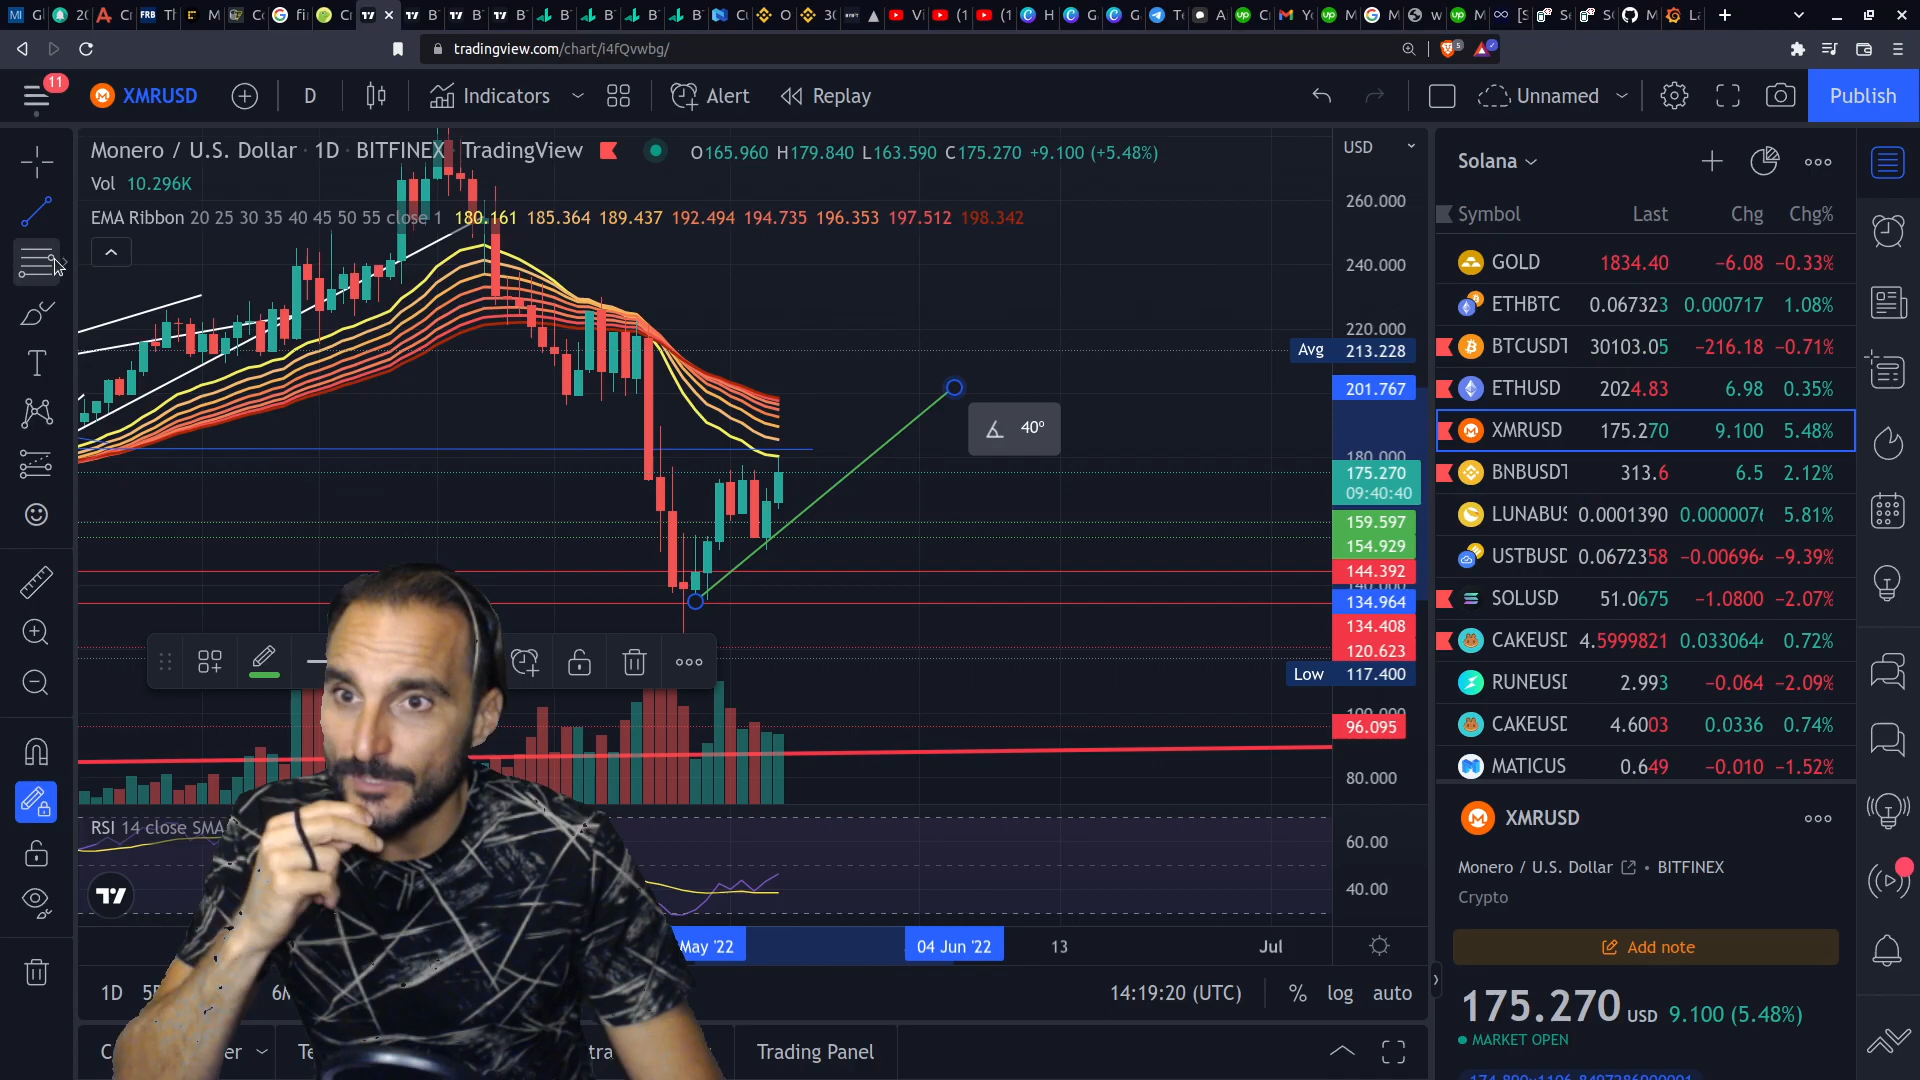 tradingview.com/chart/i4fQvwbg/
11
XMRUSD
D
Indicators
Alert
Replay
Unnamed
Publish
Monero / U.S. Dollar · 1D · BITFINEX TradingView
O165.960 H179.840 L163.590 C175.270 +9.100 (+5.48%)
Vol 10.296K
EMA Ribbon 20 25 30 35 40 45 50 55 close 1 180.161 185.364 189.437 192.494 194.735 196.353 197.512 198.342
USD
260.000
240.000
220.000
Avg 213.228
201.767
180.000
175.270
09:40:40
159.597
154.929
144.392
134.964
134.408
120.623
Low 117.400
100.000
96.095
80.000
40°
RSI 14 close SMA
60.00
40.00
May '22
04 Jun '22
13
Jul
1D
14:19:20 (UTC)
%
log
auto
Trading Panel
Solana
Symbol Last Chg Chg%
GOLD 1834.40 −6.08 −0.33%
ETHBTC 0.067323 0.000717 1.08%
BTCUSDT 30103.05 −216.18 −0.71%
ETHUSD 2024.83 6.98 0.35%
XMRUSD 175.270 9.100 5.48%
BNBUSDT 313.6 6.5 2.12%
LUNABUS 0.0001390 0.0000076 5.81%
USTBUSD 0.0672358 −0.006964 −9.39%
SOLUSD 51.0675 −1.0800 −2.07%
CAKEUSD 4.5999821 0.0330644 0.72%
RUNEUSD 2.993 −0.064 −2.09%
CAKEUSD 4.6003 0.0336 0.74%
MATICUS 0.649 −0.010 −1.52%
XMRUSD
Monero / U.S. Dollar • BITFINEX
Crypto
Add note
175.270 USD 9.100 (5.48%)
MARKET OPEN